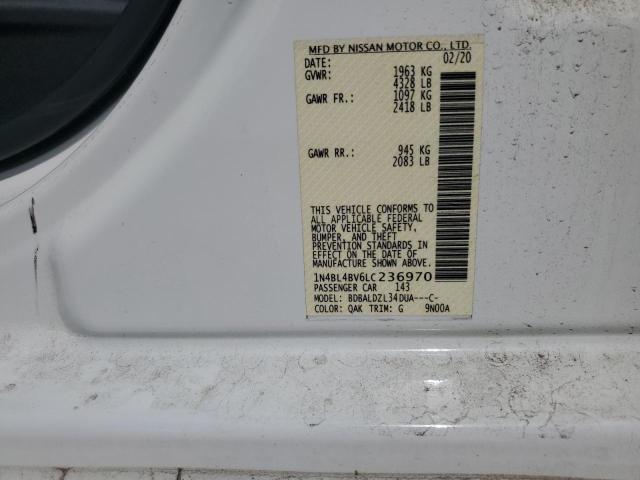 MFD BY NISSAN MOTOR CO., LTD.
DATE: 02/20
GVWR: 1963 KG
4328 LB
GAWR FR.: 1097 KG
2418 LB
GAWR RR.: 945 KG
2083 LB
THIS VEHICLE CONFORMS TO
ALL APPLICABLE FEDERAL
MOTOR VEHICLE SAFETY,
BUMPER, AND THEFT
PREVENTION STANDARDS IN
EFFECT ON THE DATE OF
MANUFACTURE SHOWN ABOVE.
1N4BL4BV6LC236970
PASSENGER CAR 143
MODEL: BDBALDZL34DUA---C-
COLOR: QAK TRIM: G 9N00A